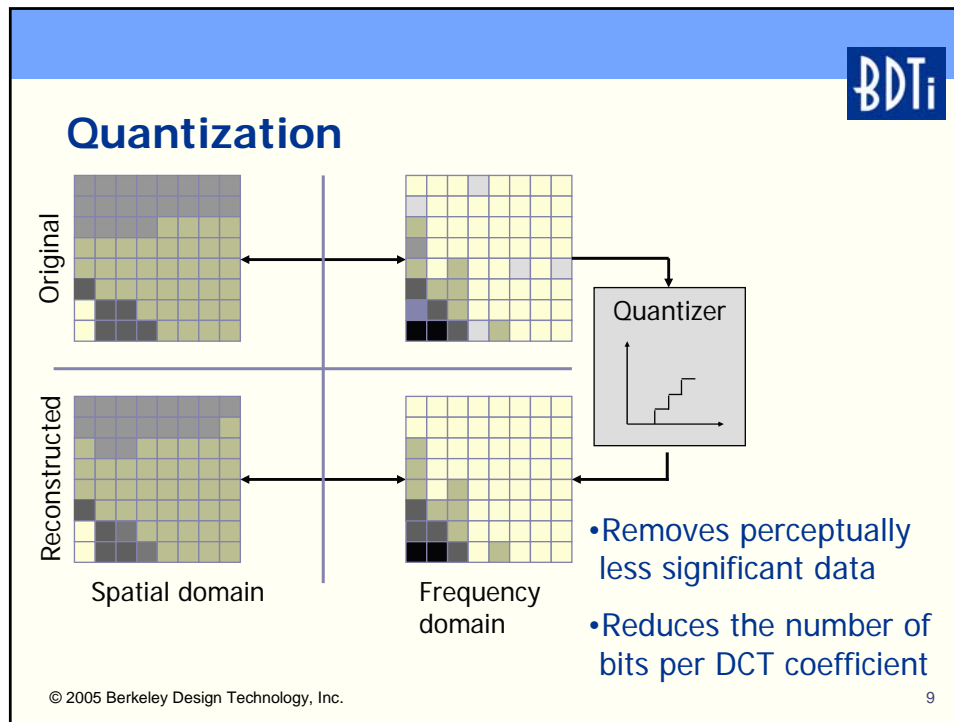 BDTi
Quantization
Original
Quantizer
Reconstructed
Spatial domain
Frequency
domain
•Removes perceptually
less significant data
•Reduces the number of
bits per DCT coefficient
© 2005 Berkeley Design Technology, Inc.
9